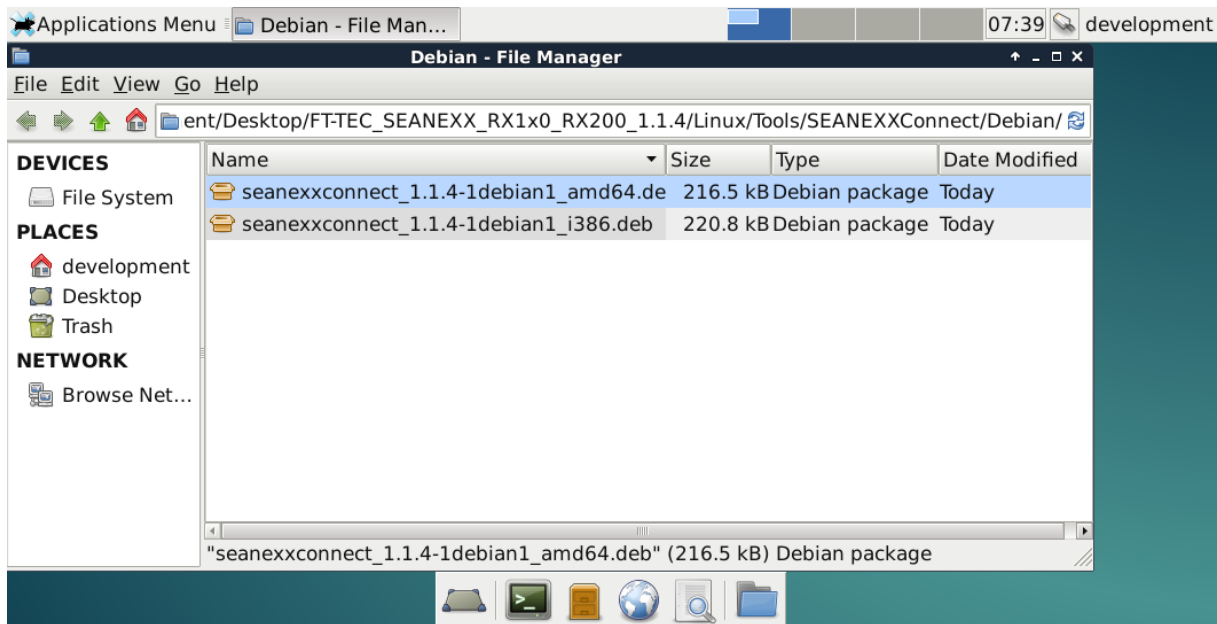 Applications Menu Debian - File Man... 07:39 development
Debian - File Manager
File Edit View Go Help
ent/Desktop/FT-TEC_SEANEXX_RX1x0_RX200_1.1.4/Linux/Tools/SEANEXXConnect/Debian/
DEVICES
File System
PLACES
development
Desktop
Trash
NETWORK
Browse Net...
Name Size Type Date Modified
seanexxconnect_1.1.4-1debian1_amd64.de 216.5 kB Debian package Today
seanexxconnect_1.1.4-1debian1_i386.deb 220.8 kB Debian package Today
"seanexxconnect_1.1.4-1debian1_amd64.deb" (216.5 kB) Debian package
>_